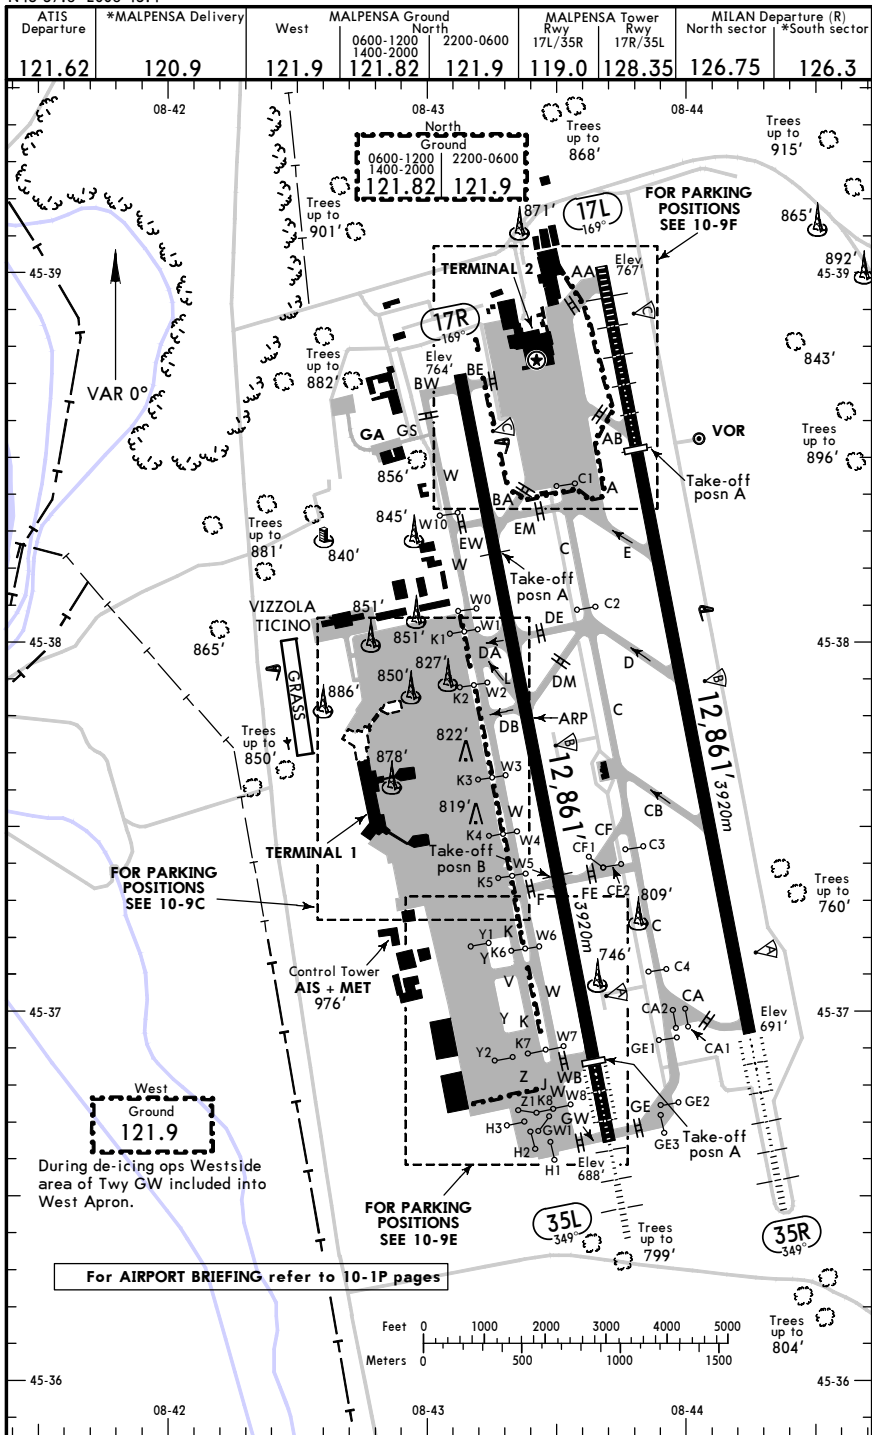 ATIS
Departure
121.62
*MALPENSA Delivery
120.9
MALPENSA Ground
West
121.9
North
0600-1200
1400-2000
121.82
2200-0600
121.9
MALPENSA Tower
Rwy
17L/35R
119.0
Rwy
17R/35L
128.35
MILAN Departure (R)
North sector
126.75
*South sector
126.3
08-42
08-43
08-44
North
Ground
0600-1200
1400-2000
121.82
2200-0600
121.9
Trees
up to
868'
Trees
up to
915'
Trees
up to
901'
871'
17L
169°
FOR PARKING
POSITIONS
SEE 10-9F
865'
892'
45-39
45-39
TERMINAL 2
AA
Elev
767'
C
17R
169°
Elev
764'
VAR 0°
Trees
up to
882'
843'
BW
BE
GA
GS
C
AB
VOR
Trees
up to
896'
856'
W
Take-off
posn A
C1
A
BA
845'
W10
EM
Trees
up to
881'
840'
EW
C
E
W
Take-off
posn A
VIZZOLA
TICINO
851'
W0
C2
DE
865'
45-38
45-38
851'
K1
W1
DA
D
GRASS
850'
827'
L
DM
886'
K2
W2
C
B
DB
ARP
12,861'
3920m
Trees
up to
850'
822'
B
878'
K3
W3
12,861'
3920m
CB
819'
W
CF
K4
W4
CF1
C3
TERMINAL 1
Take-off
posn B
W5
K5
F
FE
CF2
FOR PARKING
POSITIONS
SEE 10-9C
809'
Trees
up to
760'
C
Y1
K
K6
W6
Y
746'
A
Control Tower
AIS + MET
976'
V
W
C4
A
45-37
45-37
Y
K
CA2
CA
Elev
691'
K7
W7
GE1
CA1
Y2
Z
J
WB
W
West
Ground
121.9
Z1
K8
W8
GE
GE2
H3
GW
GW1
GE3
Take-off
posn A
H2
H1
Elev
688'
During de-icing ops Westside
area of Twy GW included into
West Apron.
FOR PARKING
POSITIONS
SEE 10-9E
35L
349°
Trees
up to
799'
35R
349°
For AIRPORT BRIEFING refer to 10-1P pages
Trees
up to
804'
Feet 0 1000 2000 3000 4000 5000
Meters 0 500 1000 1500
45-36
45-36
08-42
08-43
08-44